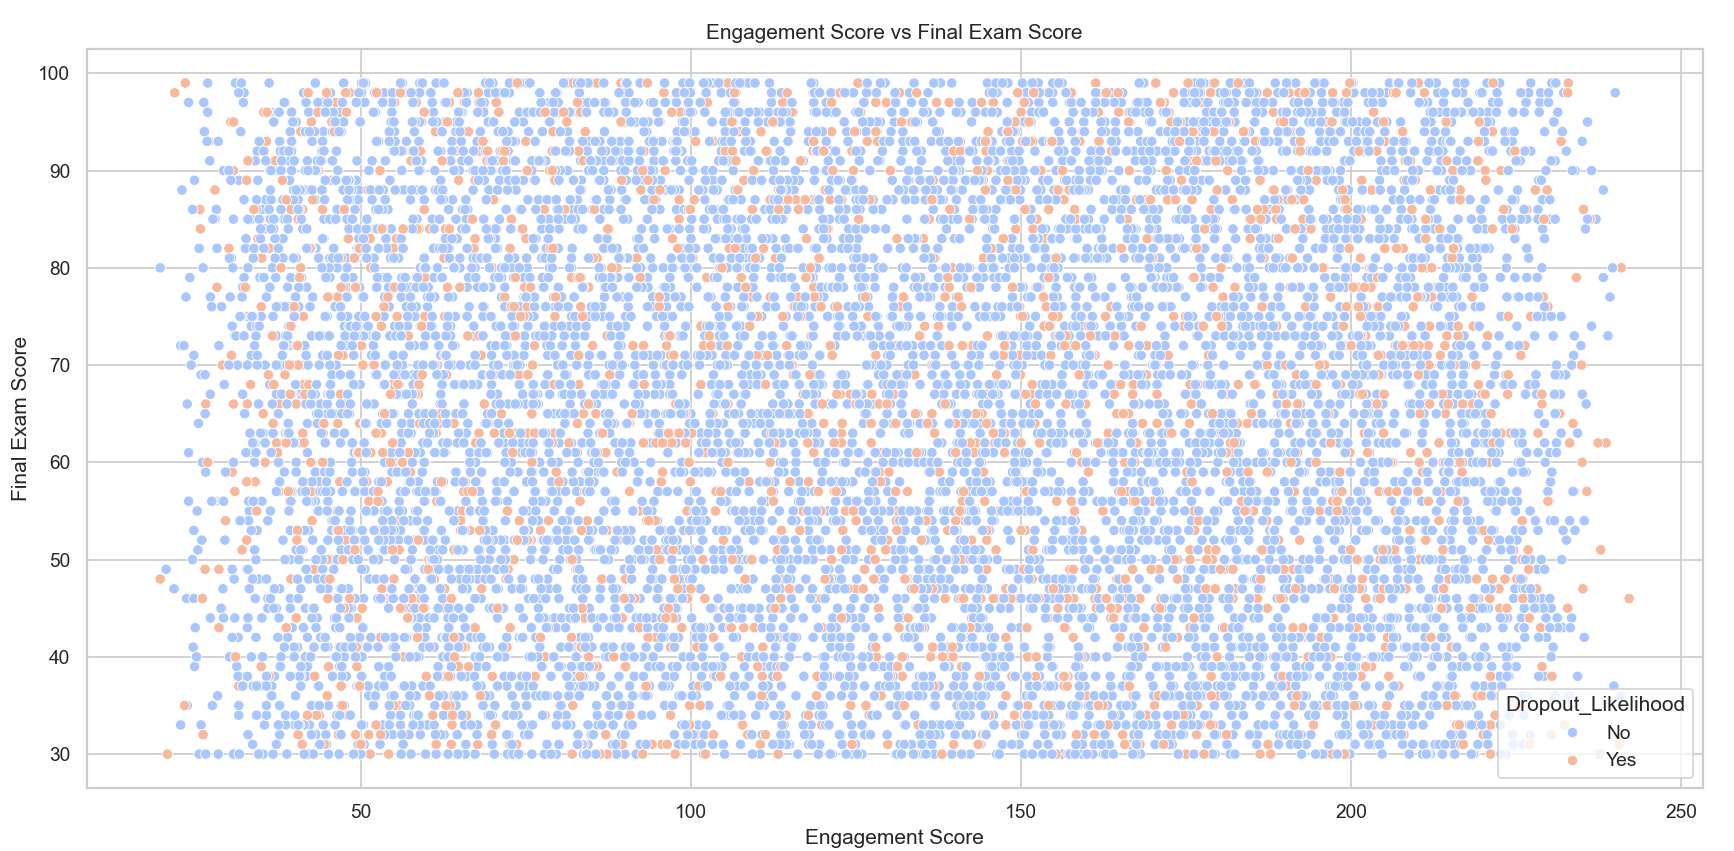 Engagement Score vs Final Exam Score
Final Exam Score
100
90
80
70
60
50
40
30
50
100
150
200
250
Engagement Score
Dropout_Likelihood
No
Yes